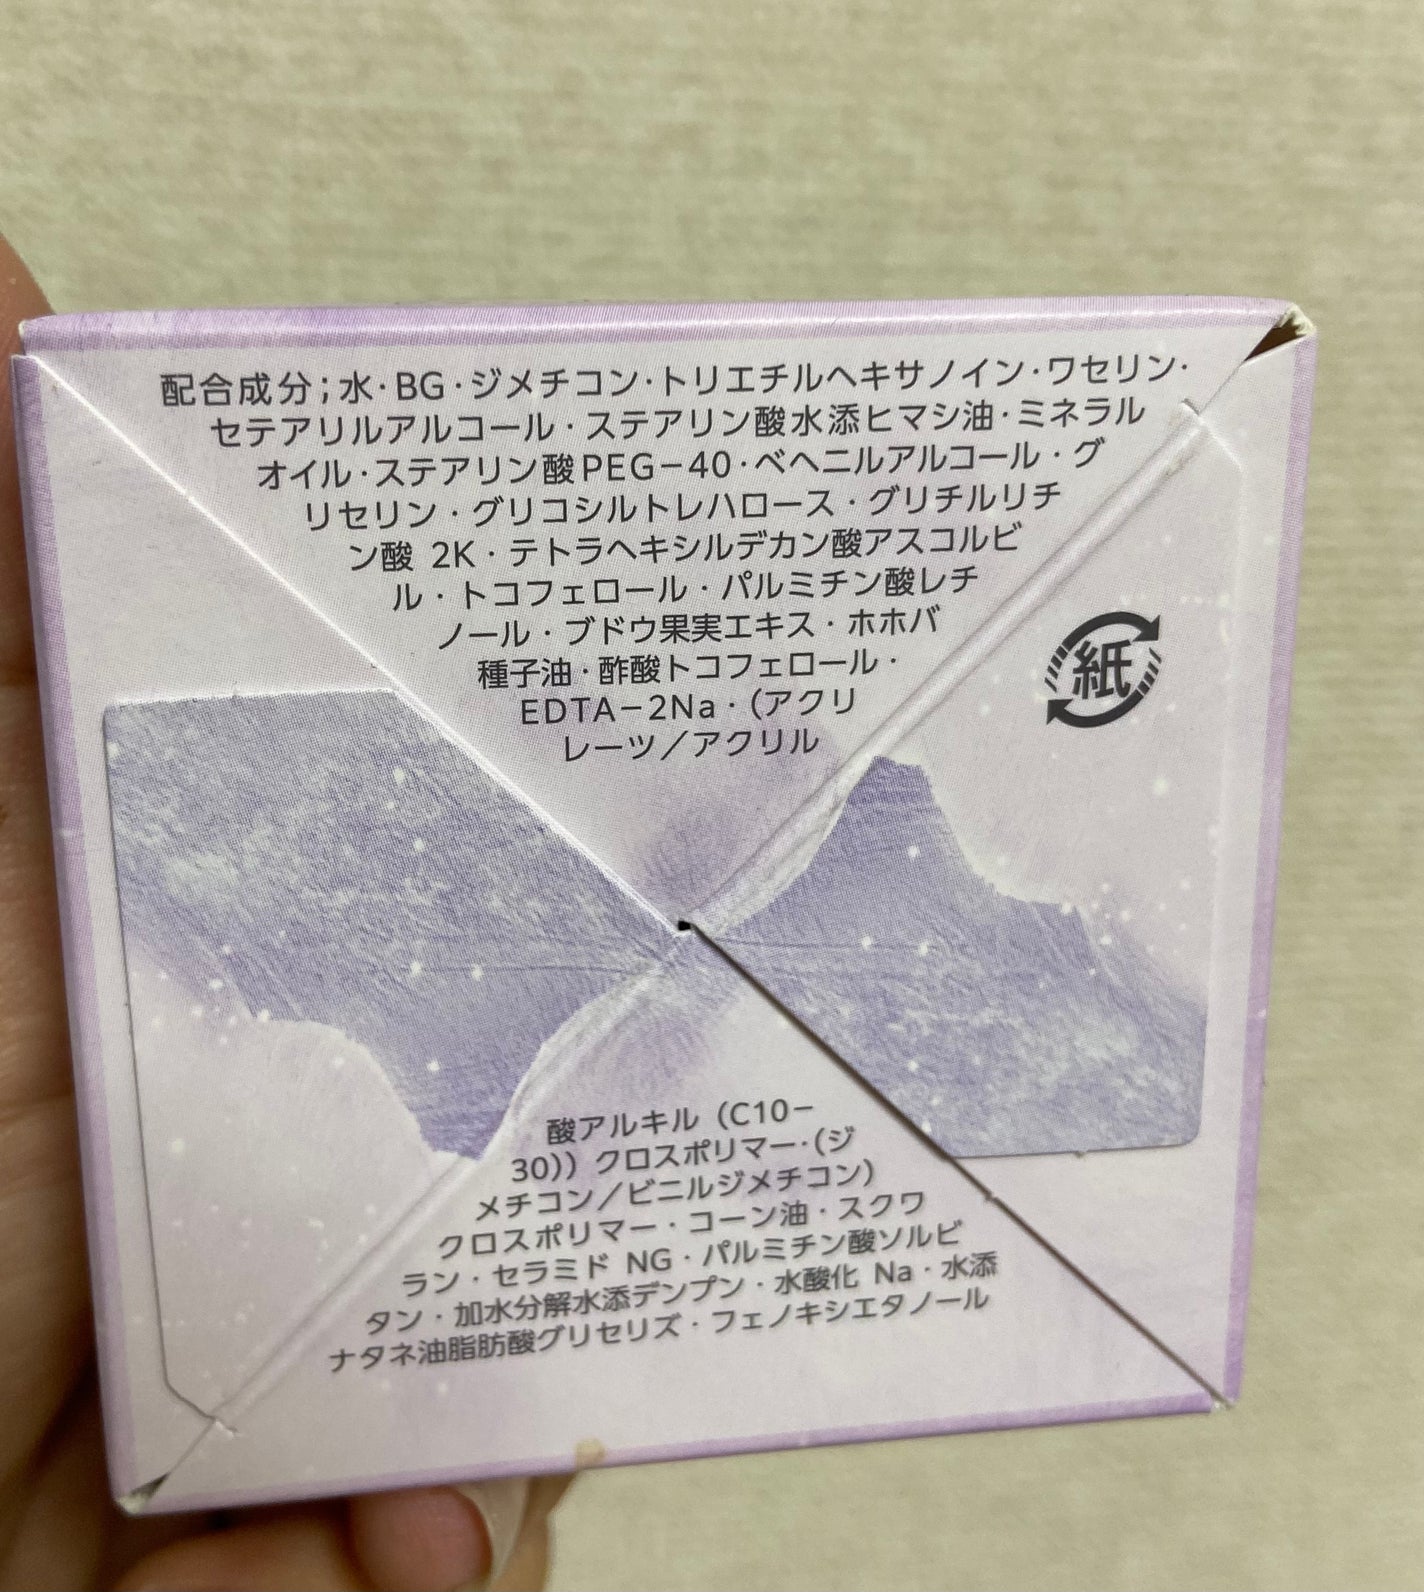 配合成分;水・BG・ジメチコン・トリエチルヘキサノイン・ワセリン・
セテアリルアルコール・ステアリン酸水添ヒマシ油・ミネラル
オイル・ステアリン酸PEG－40・ベヘニルアルコール・グ
リセリン・グリコシルトレハロース・グリチルリチ
ン酸 2K・テトラヘキシルデカン酸アスコルビ
ル・トコフェロール・パルミチン酸レチ
ノール・ブドウ果実エキス・ホホバ
種子油・酢酸トコフェロール・
EDTA－2Na・(アクリ
レーツ／アクリル
紙
酸アルキル (C10－
30)) クロスポリマー・(ジ
メチコン／ビニルジメチコン)
クロスポリマー・コーン油・スクワ
ラン・セラミド NG・パルミチン酸ソルビ
タン・加水分解水添デンプン・水酸化 Na・水添
ナタネ油脂肪酸グリセリズ・フェノキシエタノール